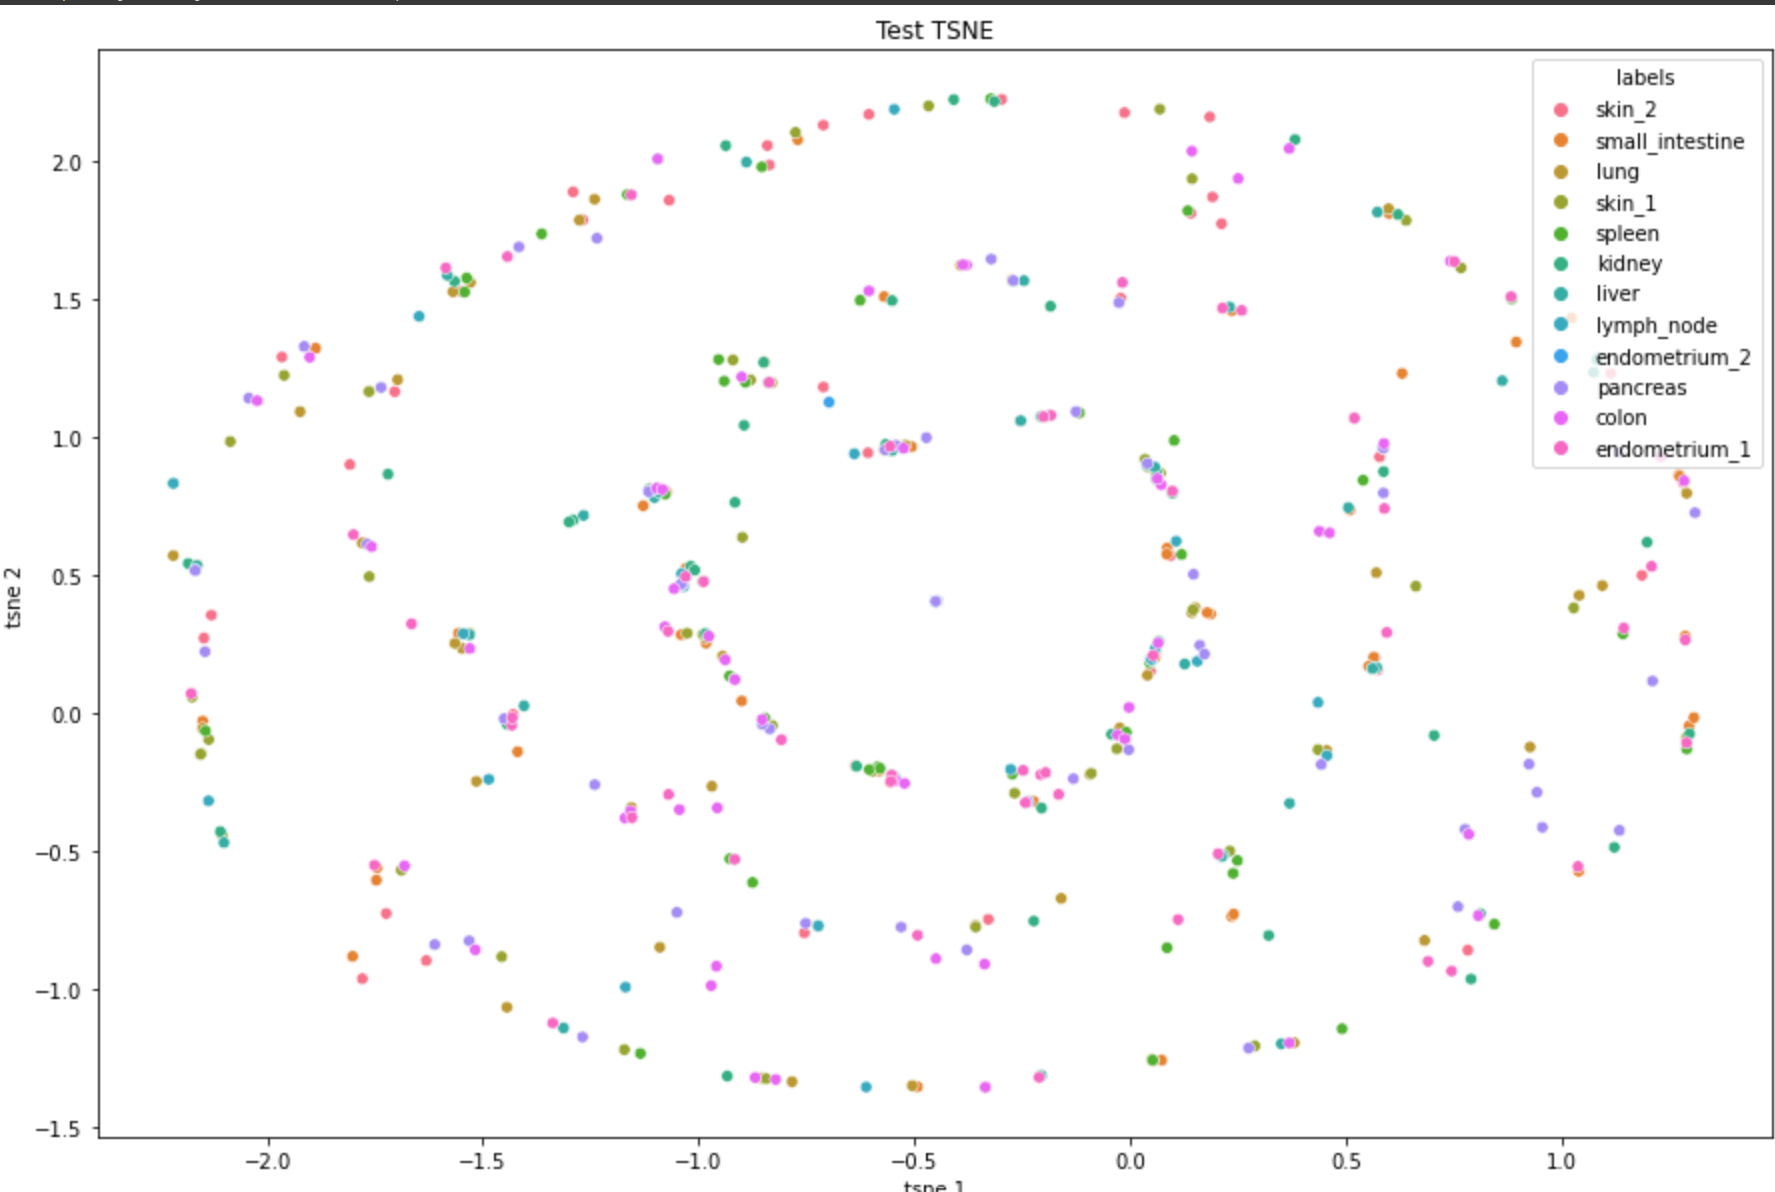 Test TSNE
labels
skin_2
small_intestine
lung
skin_1
spleen
kidney
liver
lymph_node
endometrium_2
pancreas
colon
endometrium_1
2.0
1.5
1.0
0.5
0.0
−0.5
−1.0
−1.5
tsne 2
−2.0 −1.5 −1.0 −0.5 0.0 0.5 1.0
tsne 1